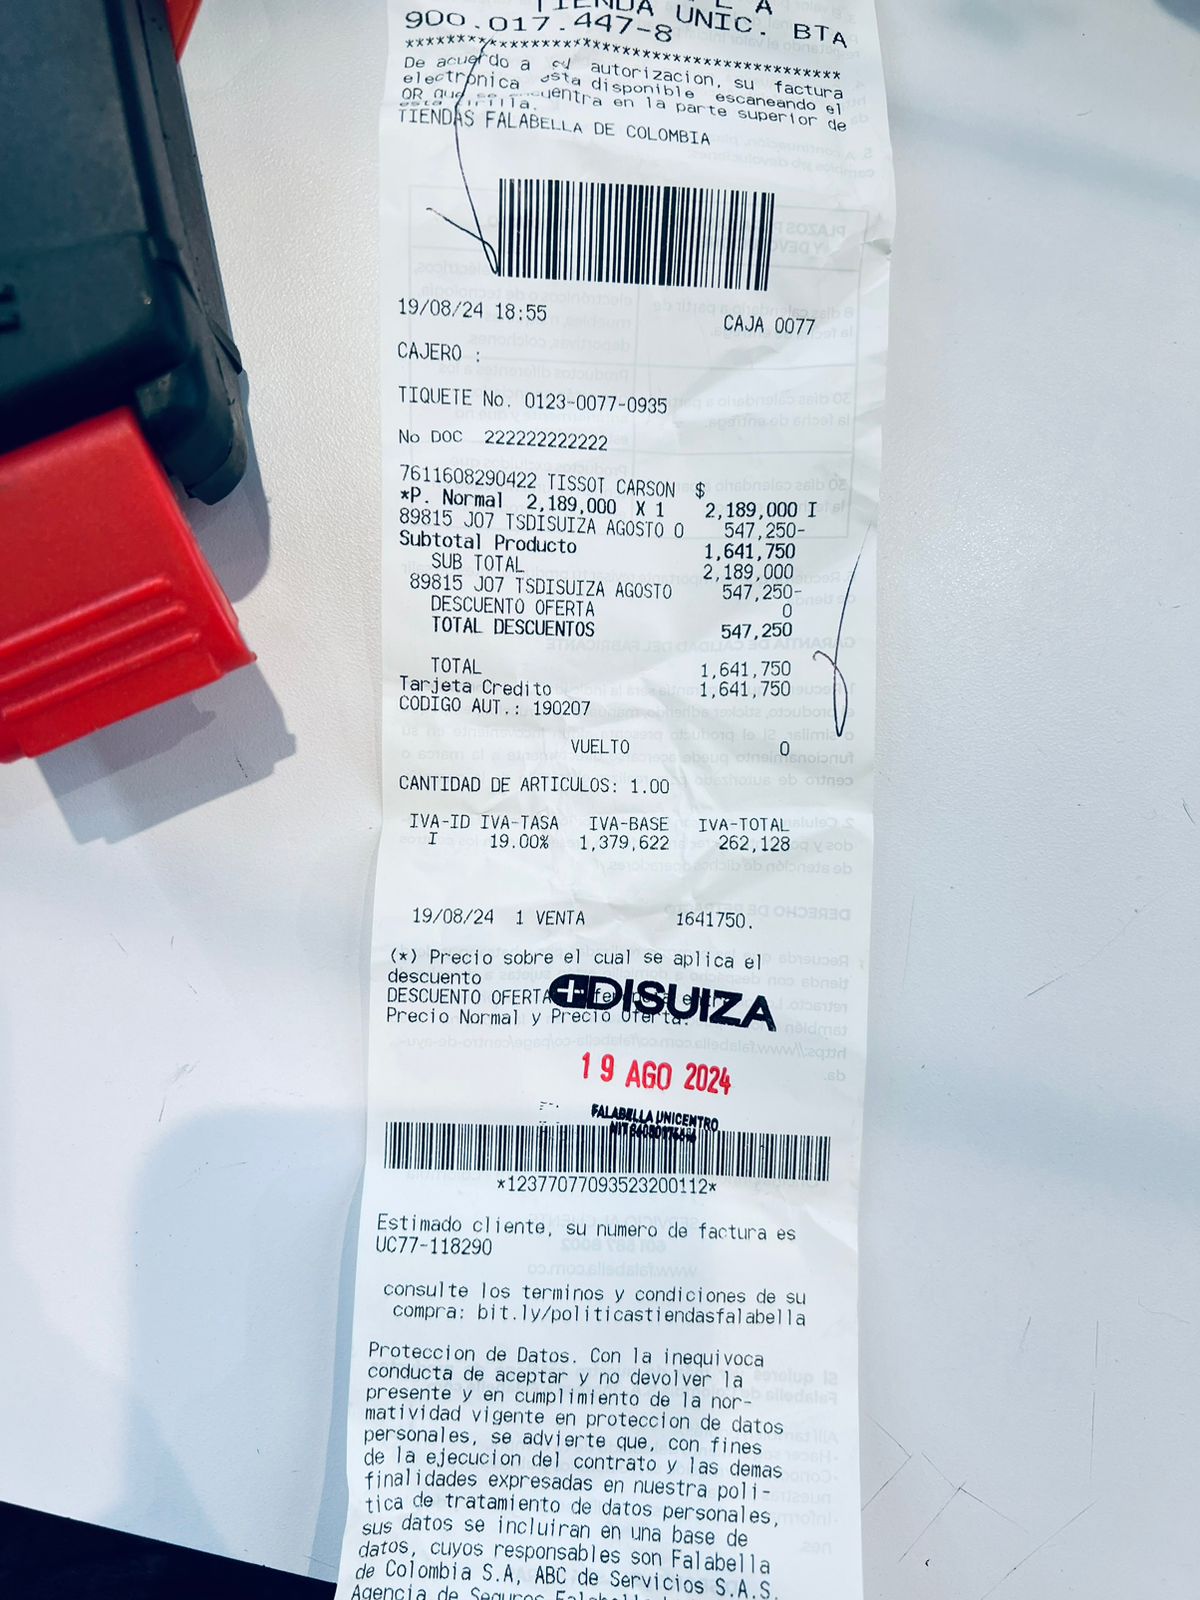 TIENDA UNIC. BTA
900.017.447-8
****************************************
De acuerdo a autorizacion, su factura
electrónica esta disponible escaneando el
QR que se encuentra en la parte superior de
esta tirilla.
TIENDAS FALABELLA DE COLOMBIA
19/08/24 18:55 CAJA 0077
CAJERO :
TIQUETE No. 0123-0077-0935
No DOC 222222222222
7611608290422 TISSOT CARSON $
*P. Normal 2,189,000 X 1 2,189,000 I
89815 J07 TSDISUIZA AGOSTO 0 547,250-
Subtotal Producto 1,641,750
SUB TOTAL 2,189,000
89815 J07 TSDISUIZA AGOSTO 547,250-
DESCUENTO OFERTA 0
TOTAL DESCUENTOS 547,250
TOTAL 1,641,750
Tarjeta Credito 1,641,750
CODIGO AUT.: 190207
VUELTO 0
CANTIDAD DE ARTICULOS: 1.00
IVA-ID IVA-TASA IVA-BASE IVA-TOTAL
I 19.00% 1,379,622 262,128
19/08/24 1 VENTA 1641750.
(*) Precio sobre el cual se aplica el
descuento
DESCUENTO OFERTA
Precio Normal y Precio Oferta.
DISUIZA
19 AGO 2024
FALABELLA UNICENTRO
*12377077093523200112*
Estimado cliente, su numero de factura es
UC77-118290
consulte los terminos y condiciones de su
compra: bit.ly/politicastiendasfalabella
Proteccion de Datos. Con la inequivoca
conducta de aceptar y no devolver la
presente y en cumplimiento de la nor-
matividad vigente en proteccion de datos
personales, se advierte que, con fines
de la ejecucion del contrato y las demas
finalidades expresadas en nuestra poli-
tica de tratamiento de datos personales,
sus datos se incluiran en una base de
datos, cuyos responsables son Falabella
de Colombia S.A, ABC de Servicios S.A.S.
Agencia de Seguros Falabella